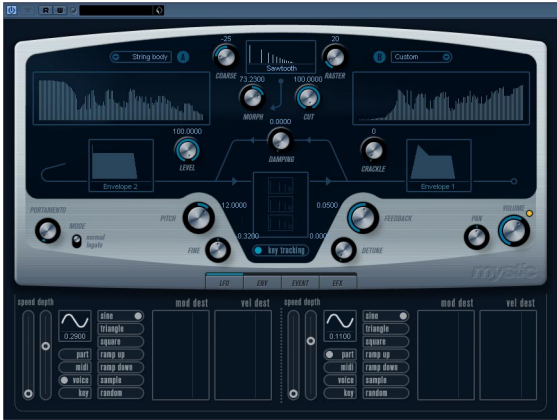 R W
-25
20
String body
A
B
Custom
COARSE
Sawtooth
RASTER
73.2300
100.0000
MORPH
CUT
100.0000
0.0000
0
LEVEL
DAMPING
CRACKLE
Envelope 2
Envelope 1
PORTAMENTO
MODE
normal
legato
PITCH
12.0000
0.0500
FEEDBACK
PAN
VOLUME
FINE
0.3200
0.000
DETUNE
key tracking
mystic
LFO ENV EVENT EFX
speed depth mod dest vel dest speed depth mod dest vel dest
sine
triangle
square
0.2900
part
midi
voice
key
ramp up
ramp down
sample
random
sine
triangle
square
0.1100
part
midi
voice
key
ramp up
ramp down
sample
random